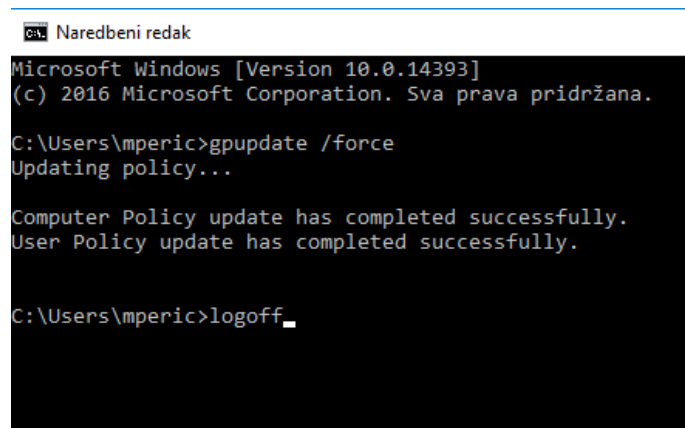 Naredbeni redak
Microsoft Windows [Version 10.0.14393]
(c) 2016 Microsoft Corporation. Sva prava pridržana.
C:\Users\mperic>gpupdate /force
Updating policy...
Computer Policy update has completed successfully.
User Policy update has completed successfully.
C:\Users\mperic>logoff